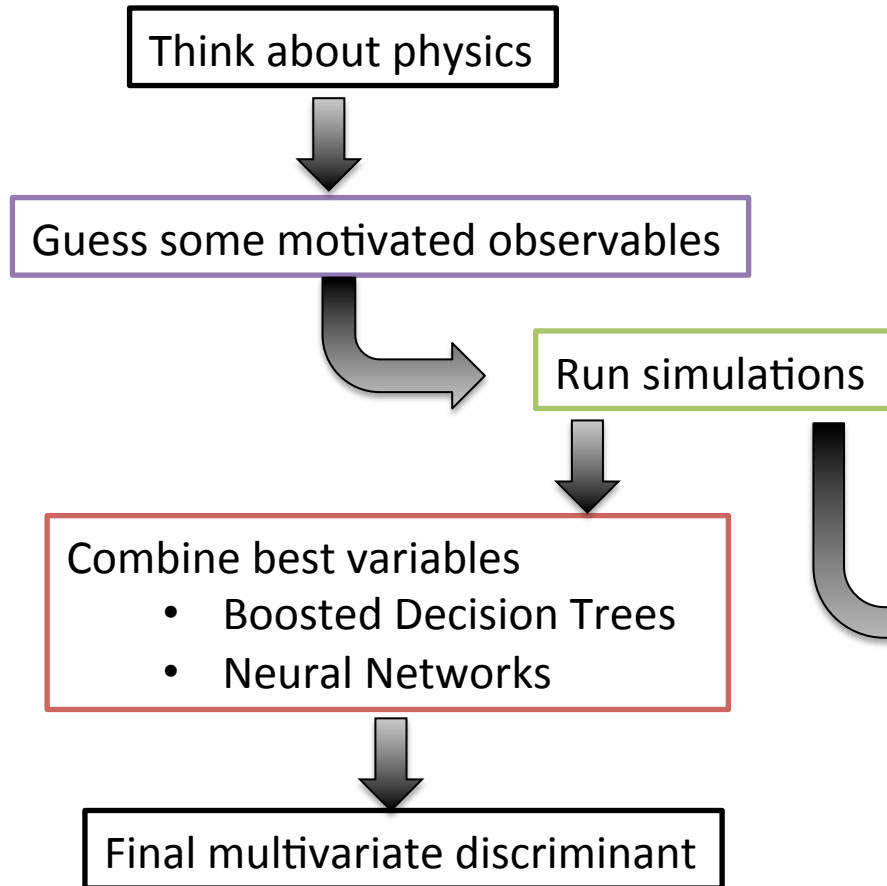 Think about physics
Guess some motivated observables
Run simulations
Combine best variables
• Boosted Decision Trees
• Neural Networks
Final multivariate discriminant